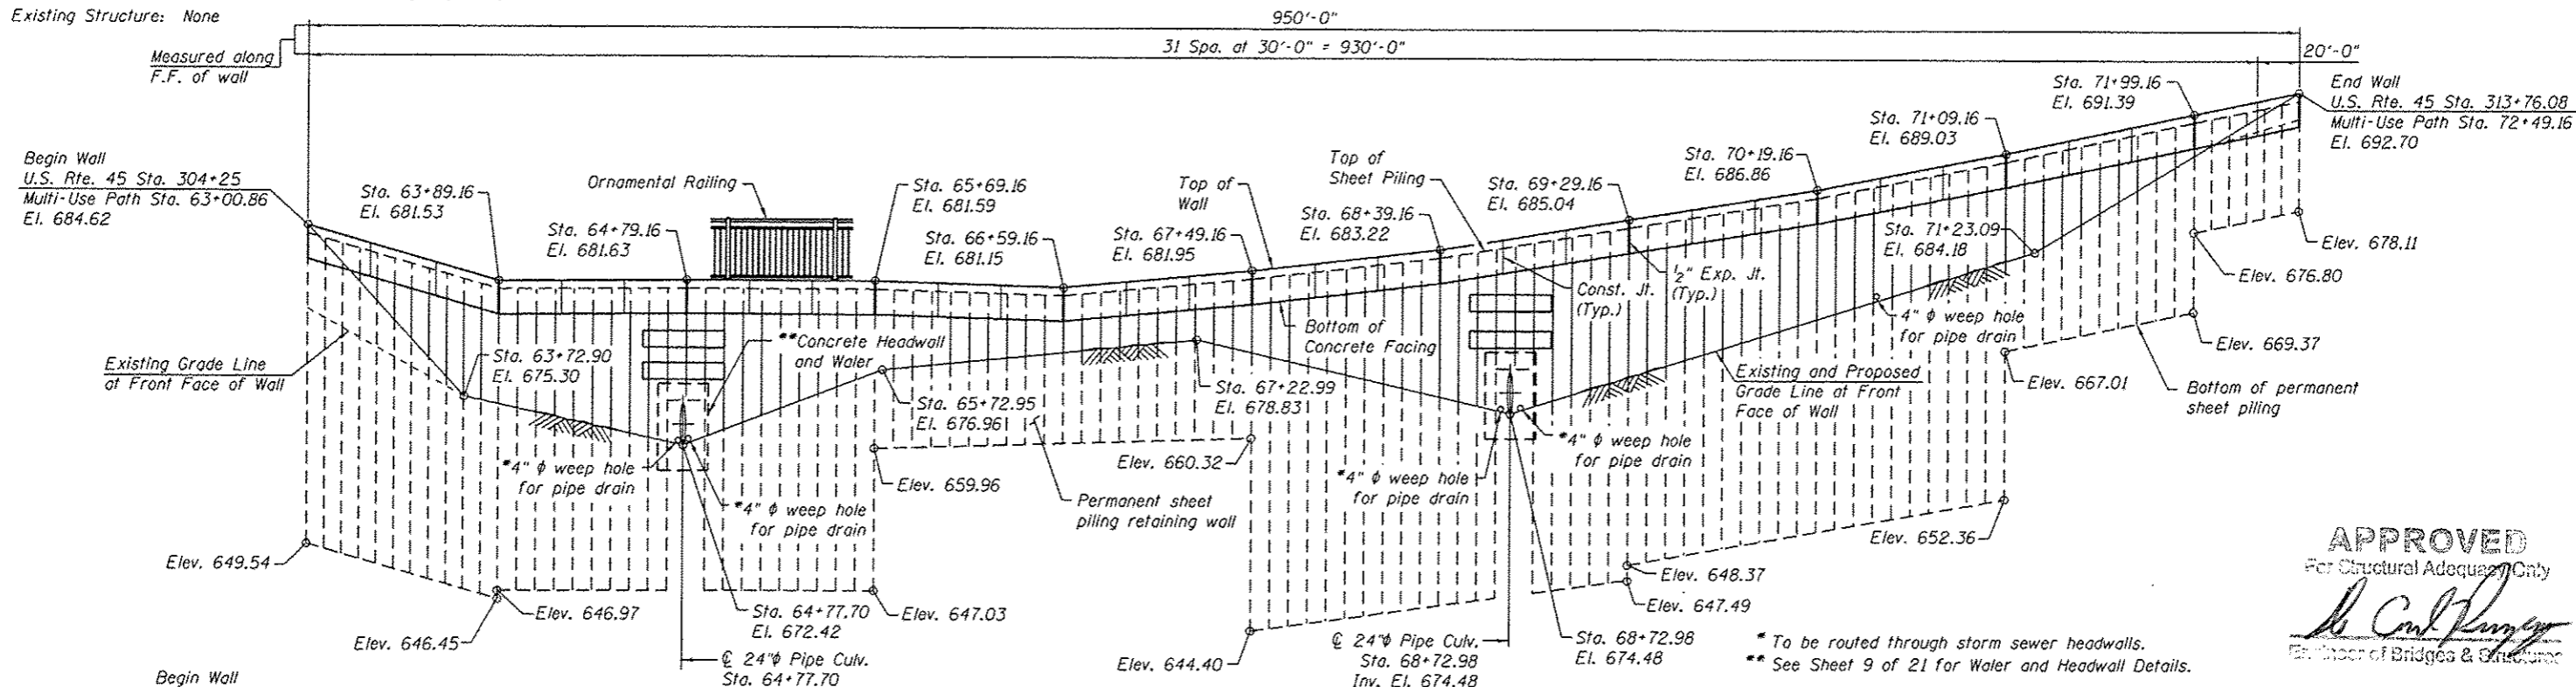 Existing Structure: None
950'-0"
31 Spa. at 30'-0" = 930'-0"
20'-0"
Measured along
F.F. of wall
Begin Wall
U.S. Rte. 45 Sta. 304+25
Multi-Use Path Sta. 63+00.86
El. 684.62
Sta. 63+89.16
El. 681.53
Sta. 64+79.16
El. 681.63
Ornamental Railing
Sta. 65+69.16
El. 681.59
Sta. 66+59.16
El. 681.15
Sta. 67+49.16
El. 681.95
Top of
Wall
Top of
Sheet Piling
Sta. 68+39.16
El. 683.22
Sta. 69+29.16
El. 685.04
Sta. 70+19.16
El. 686.86
Sta. 71+09.16
El. 689.03
Sta. 71+99.16
El. 691.39
End Wall
U.S. Rte. 45 Sta. 313+76.08
Multi-Use Path Sta. 72+49.16
El. 692.70
Existing Grade Line
at Front Face of Wall
Sta. 63+72.90
El. 675.30
**Concrete Headwall
and Waler
Sta. 65+72.95
El. 676.96
Sta. 67+22.99
El. 678.83
Bottom of
Concrete Facing
Const. Jt.
(Typ.)
1/2" Exp. Jt.
(Typ.)
Sta. 71+23.09
El. 684.18
4" ϕ weep hole
for pipe drain
Existing and Proposed
Grade Line at Front
Face of Wall
Elev. 678.11
Elev. 676.80
Elev. 669.37
Elev. 667.01
Bottom of permanent
sheet piling
*4" ϕ weep hole
for pipe drain
*4" ϕ weep hole
for pipe drain
Elev. 659.96
Elev. 660.32
Permanent sheet
piling retaining wall
*4" ϕ weep hole
for pipe drain
*4" ϕ weep hole
for pipe drain
Elev. 649.54
Elev. 646.45
Elev. 646.97
Sta. 64+77.70
El. 672.42
Elev. 647.03
℄ 24"ϕ Pipe Culv.
Sta. 64+77.70
Elev. 644.40
℄ 24"ϕ Pipe Culv.
Sta. 68+72.98
Inv. El. 674.48
Sta. 68+72.98
El. 674.48
Elev. 648.37
Elev. 647.49
Elev. 652.36
* To be routed through storm sewer headwalls.
** See Sheet 9 of 21 for Waler and Headwall Details.
APPROVED
For Structural Adequacy Only
Engineer of Bridges & Structures
Begin Wall